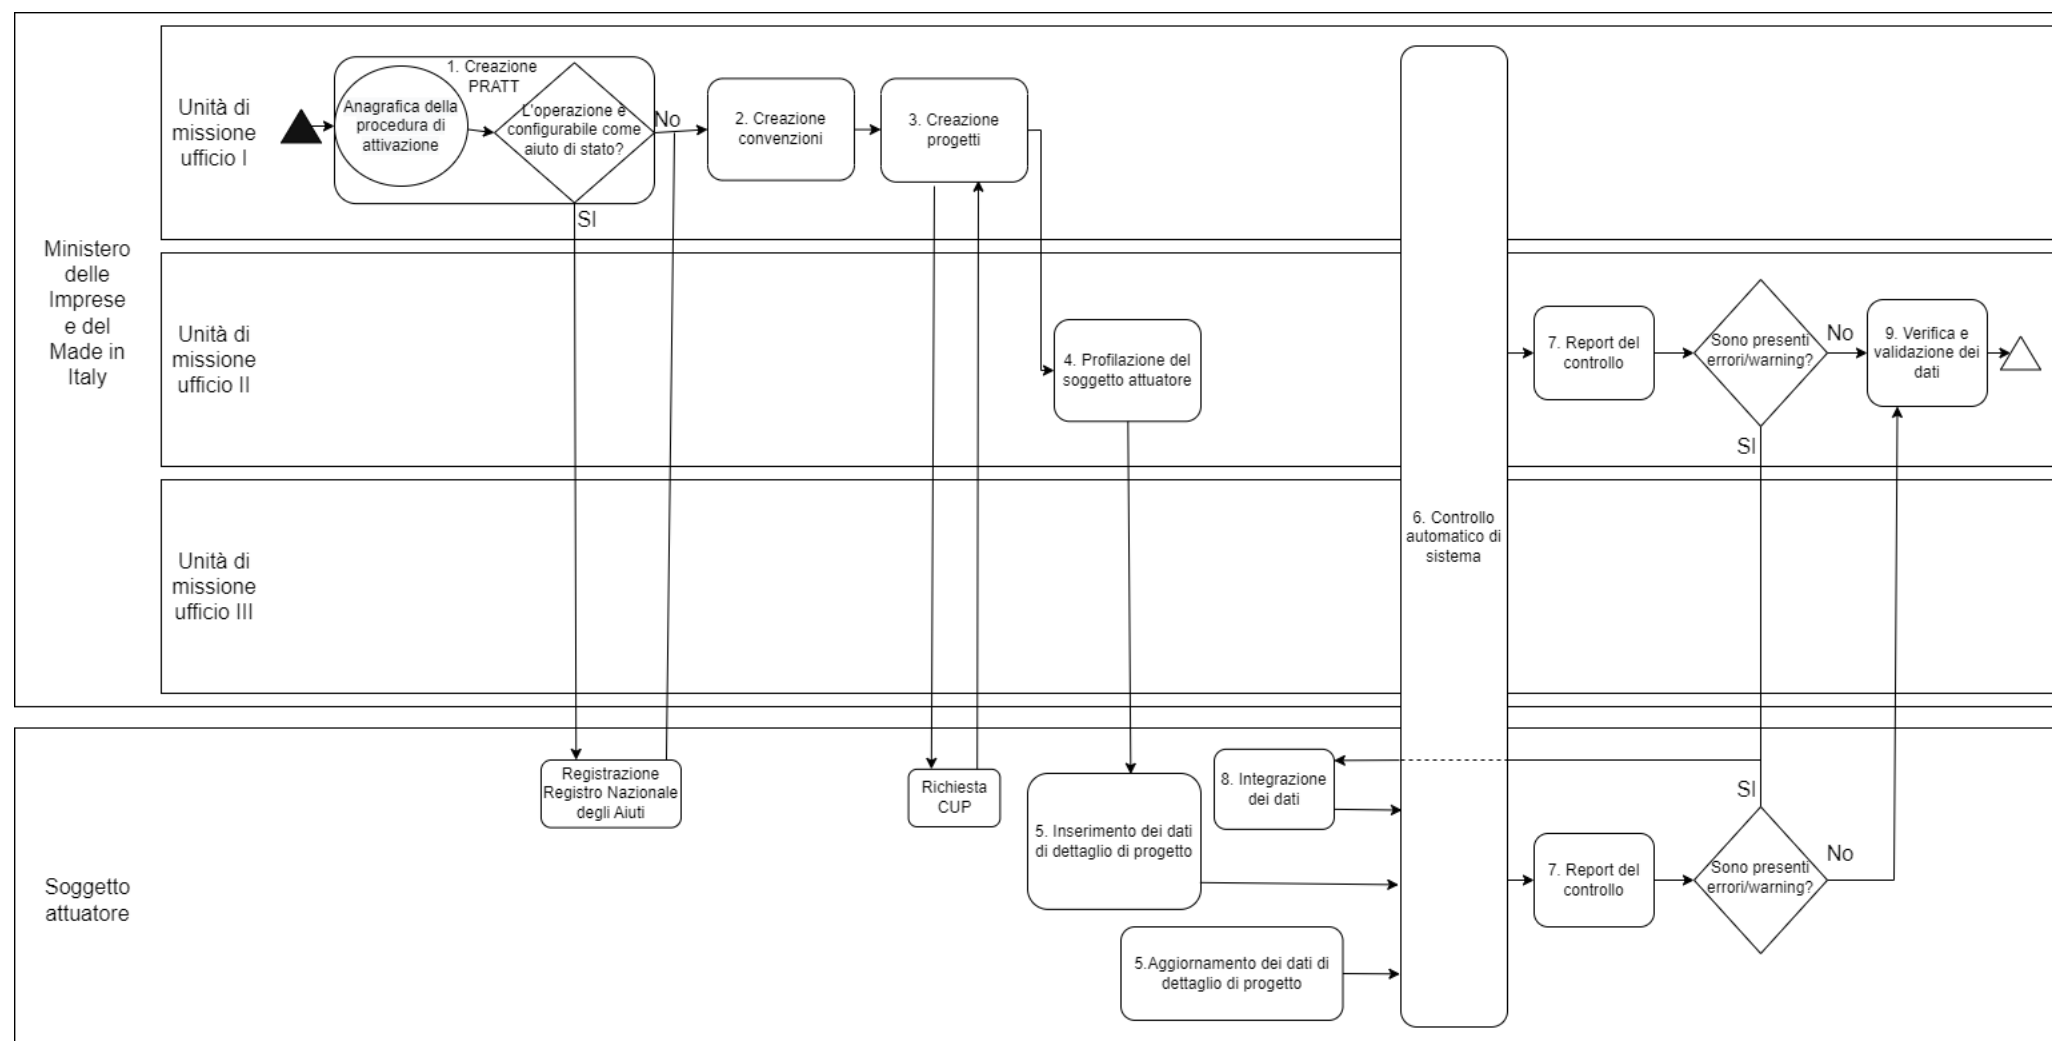 Ministero
delle
Imprese
e del
Made in
Italy
Unità di
missione
ufficio I
1. Creazione
PRATT
Anagrafica della
procedura di
attivazione
L'operazione è
configurabile come
aiuto di stato?
No
SI
2. Creazione
convenzioni
3. Creazione
progetti
Unità di
missione
ufficio II
4. Profilazione del
soggetto attuatore
7. Report del
controllo
Sono presenti
errori/warning?
No
SI
9. Verifica e
validazione dei
dati
Unità di
missione
ufficio III
6. Controllo
automatico di
sistema
Soggetto
attuatore
Registrazione
Registro Nazionale
degli Aiuti
Richiesta
CUP
5. Inserimento dei dati
di dettaglio di progetto
8. Integrazione
dei dati
5.Aggiornamento dei dati di
dettaglio di progetto
7. Report del
controllo
SI
Sono presenti
errori/warning?
No